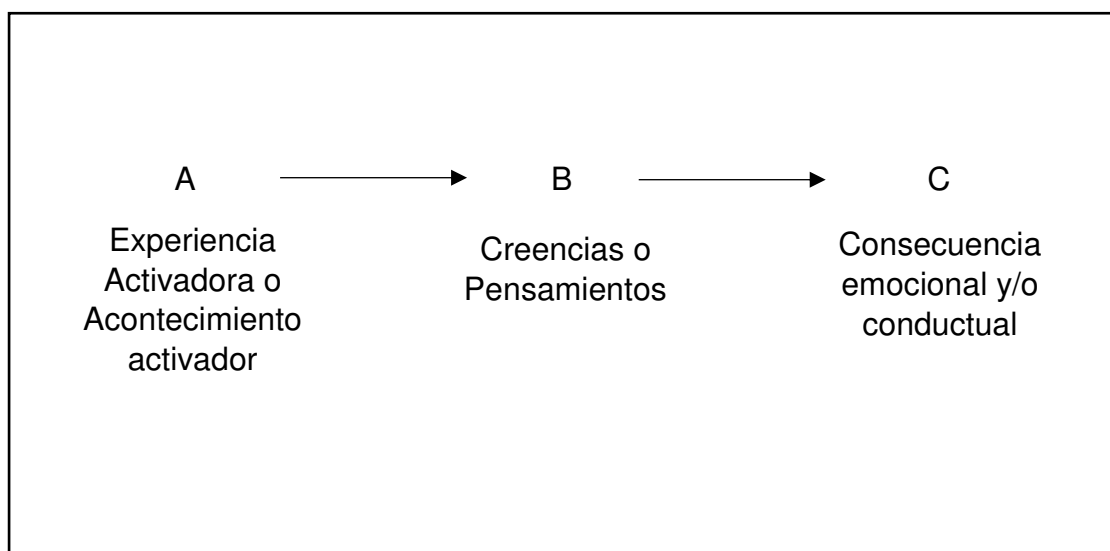 A
B
C
Experiencia
Activadora o
Acontecimiento
activador
Creencias o
Pensamientos
Consecuencia
emocional y/o
conductual